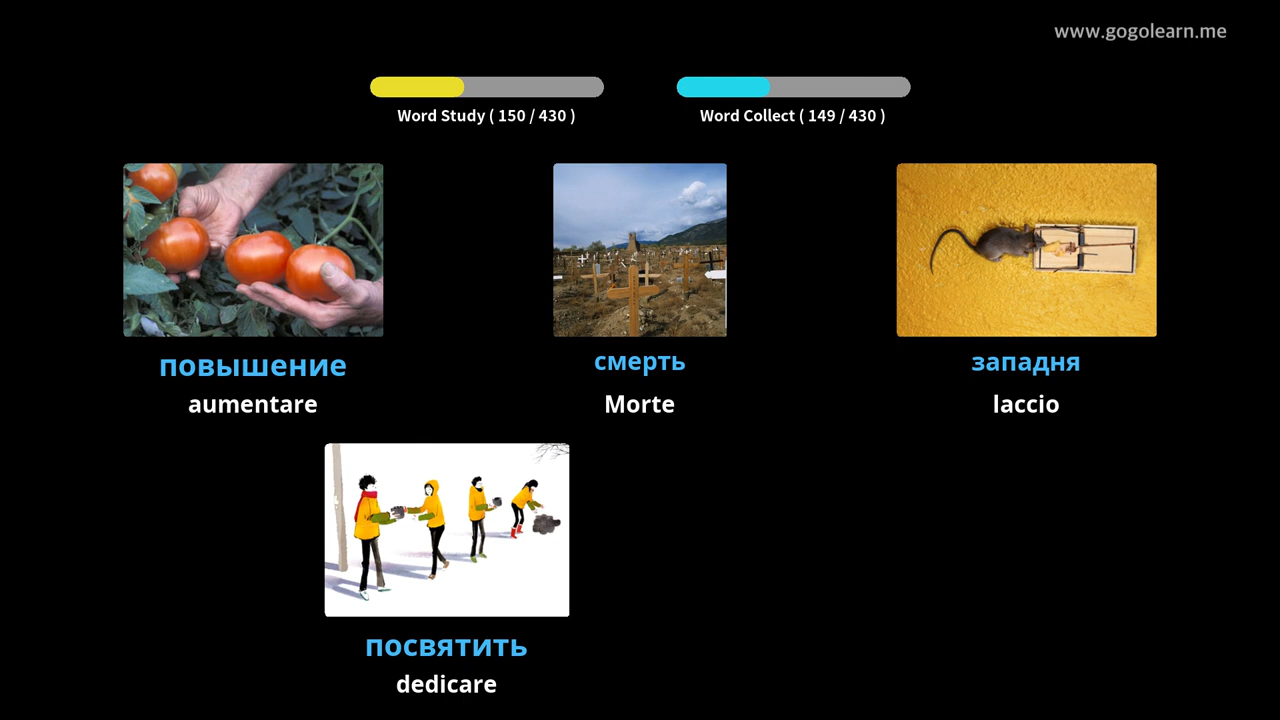 www.gogolearn.me
Word Study ( 150 / 430 )
Word Collect ( 149 / 430 )
повышение
aumentare
смерть
Morte
западня
laccio
посвятить
dedicare